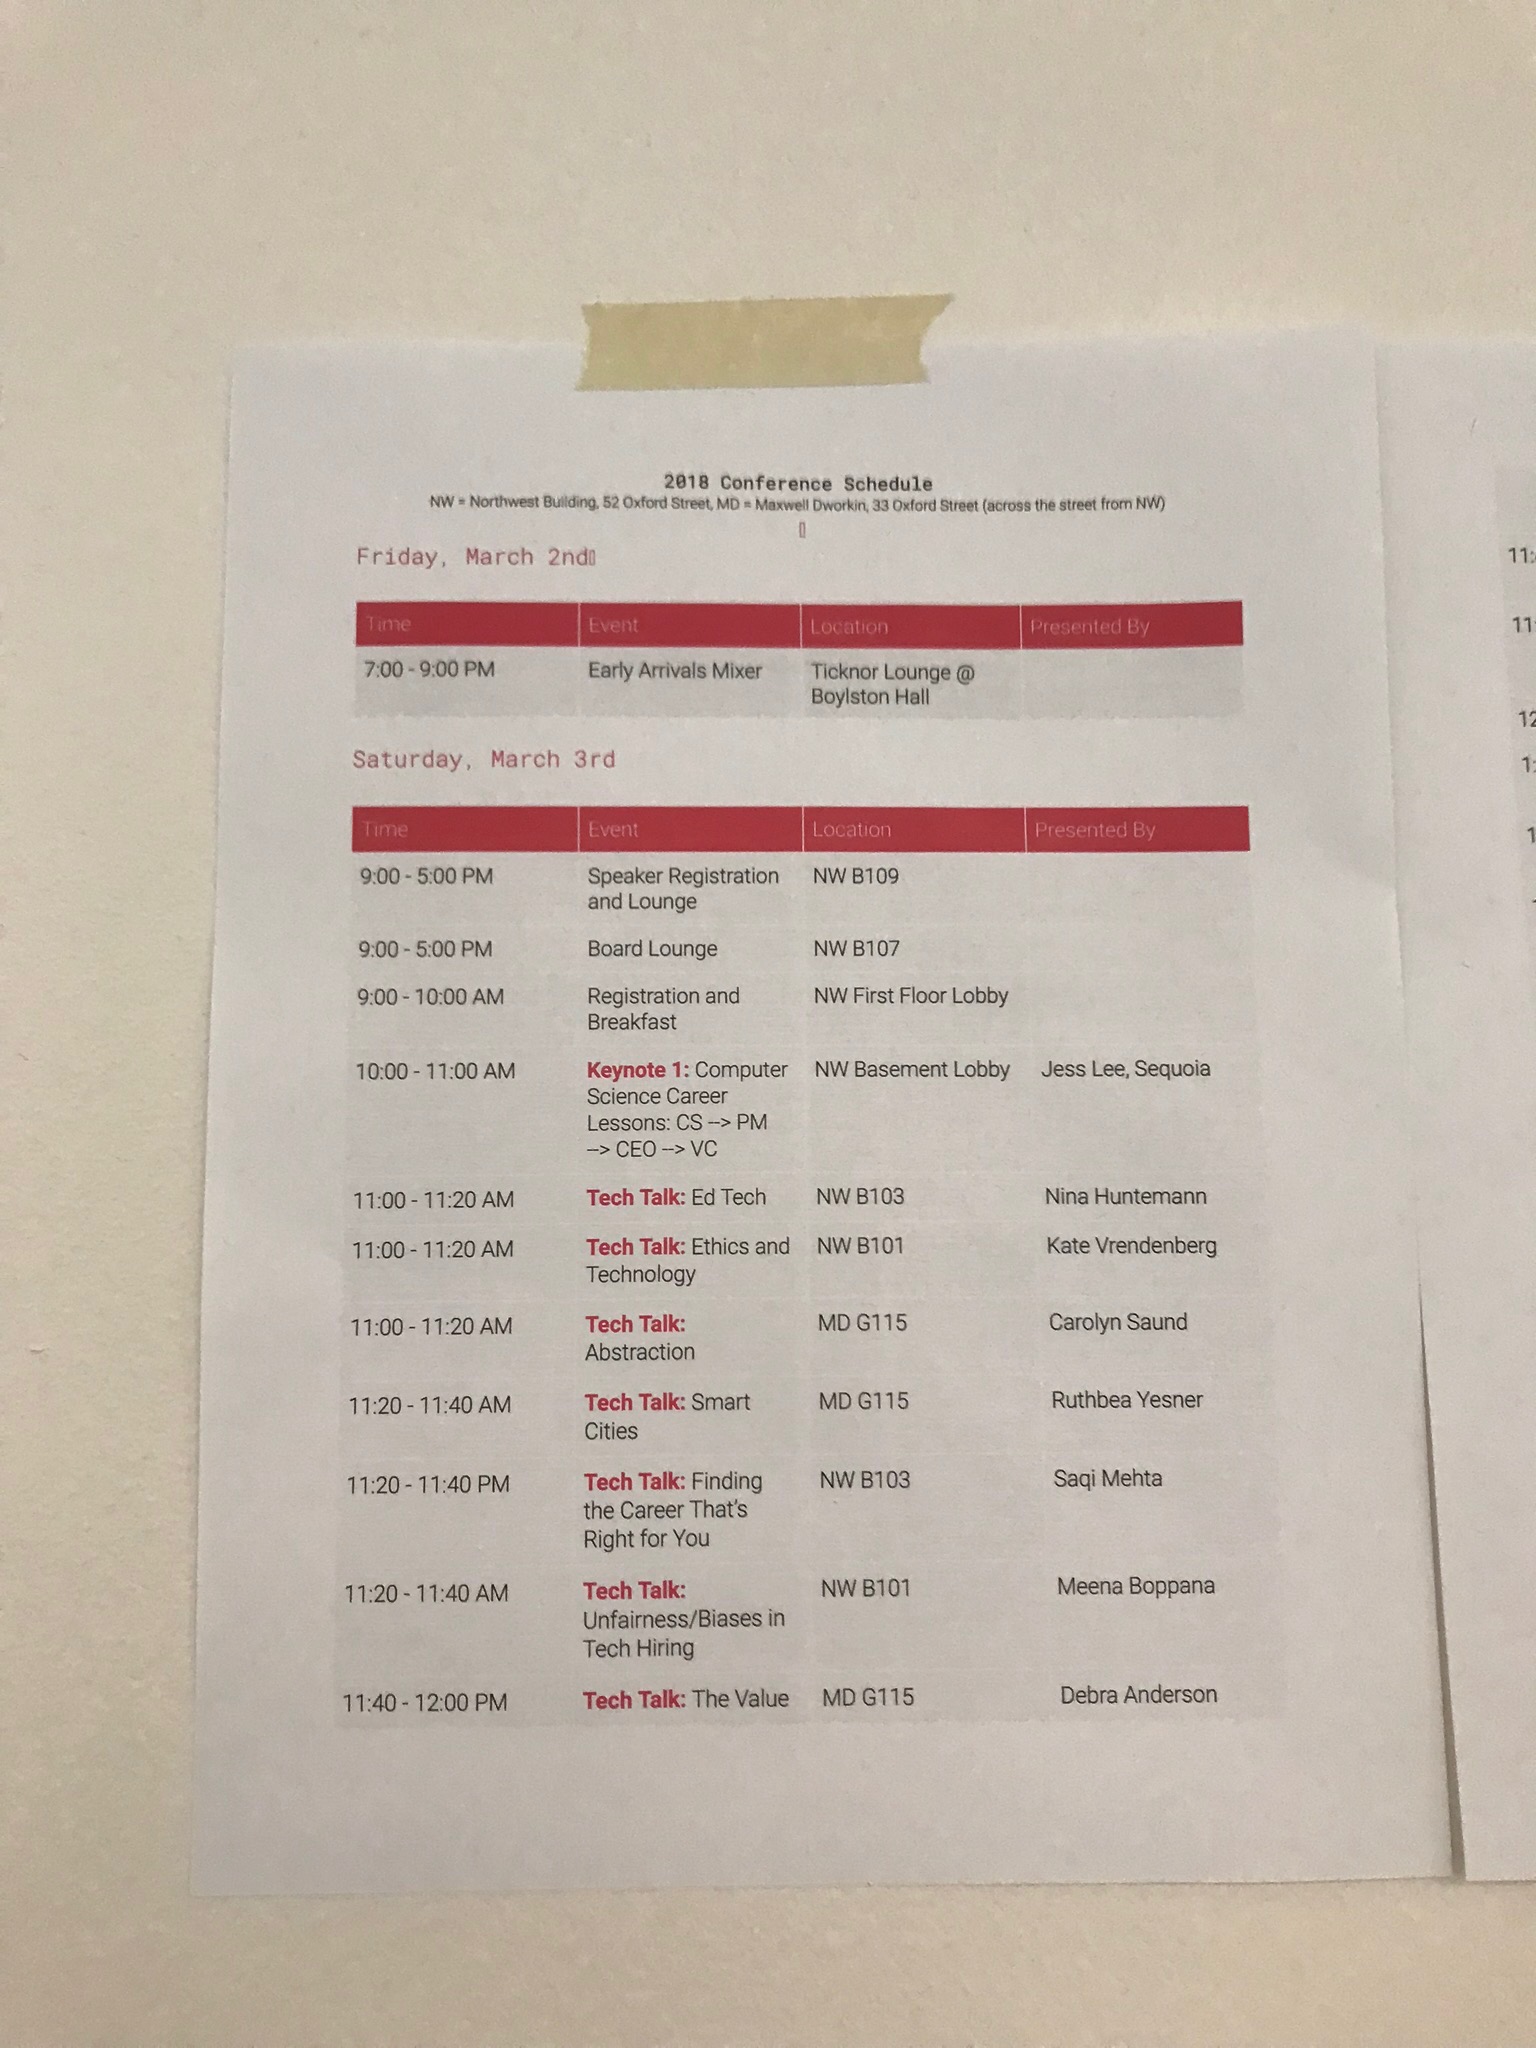 2018 Conference Schedule
NW = Northwest Building, 52 Oxford Street, MD = Maxwell Dworkin, 33 Oxford Street (across the street from NW)
Friday, March 2nd
Time Event Location Presented By
7:00 - 9:00 PM Early Arrivals Mixer Ticknor Lounge @
Boylston Hall
Saturday, March 3rd
Time Event Location Presented By
9:00 - 5:00 PM Speaker Registration NW B109
and Lounge
9:00 - 5:00 PM Board Lounge NW B107
9:00 - 10:00 AM Registration and NW First Floor Lobby
Breakfast
10:00 - 11:00 AM Keynote 1: Computer NW Basement Lobby Jess Lee, Sequoia
Science Career
Lessons: CS --> PM
--> CEO --> VC
11:00 - 11:20 AM Tech Talk: Ed Tech NW B103 Nina Huntemann
11:00 - 11:20 AM Tech Talk: Ethics and NW B101 Kate Vrendenberg
Technology
11:00 - 11:20 AM Tech Talk: MD G115 Carolyn Saund
Abstraction
11:20 - 11:40 AM Tech Talk: Smart MD G115 Ruthbea Yesner
Cities
11:20 - 11:40 PM Tech Talk: Finding NW B103 Saqi Mehta
the Career That's
Right for You
11:20 - 11:40 AM Tech Talk: NW B101 Meena Boppana
Unfairness/Biases in
Tech Hiring
11:40 - 12:00 PM Tech Talk: The Value MD G115 Debra Anderson